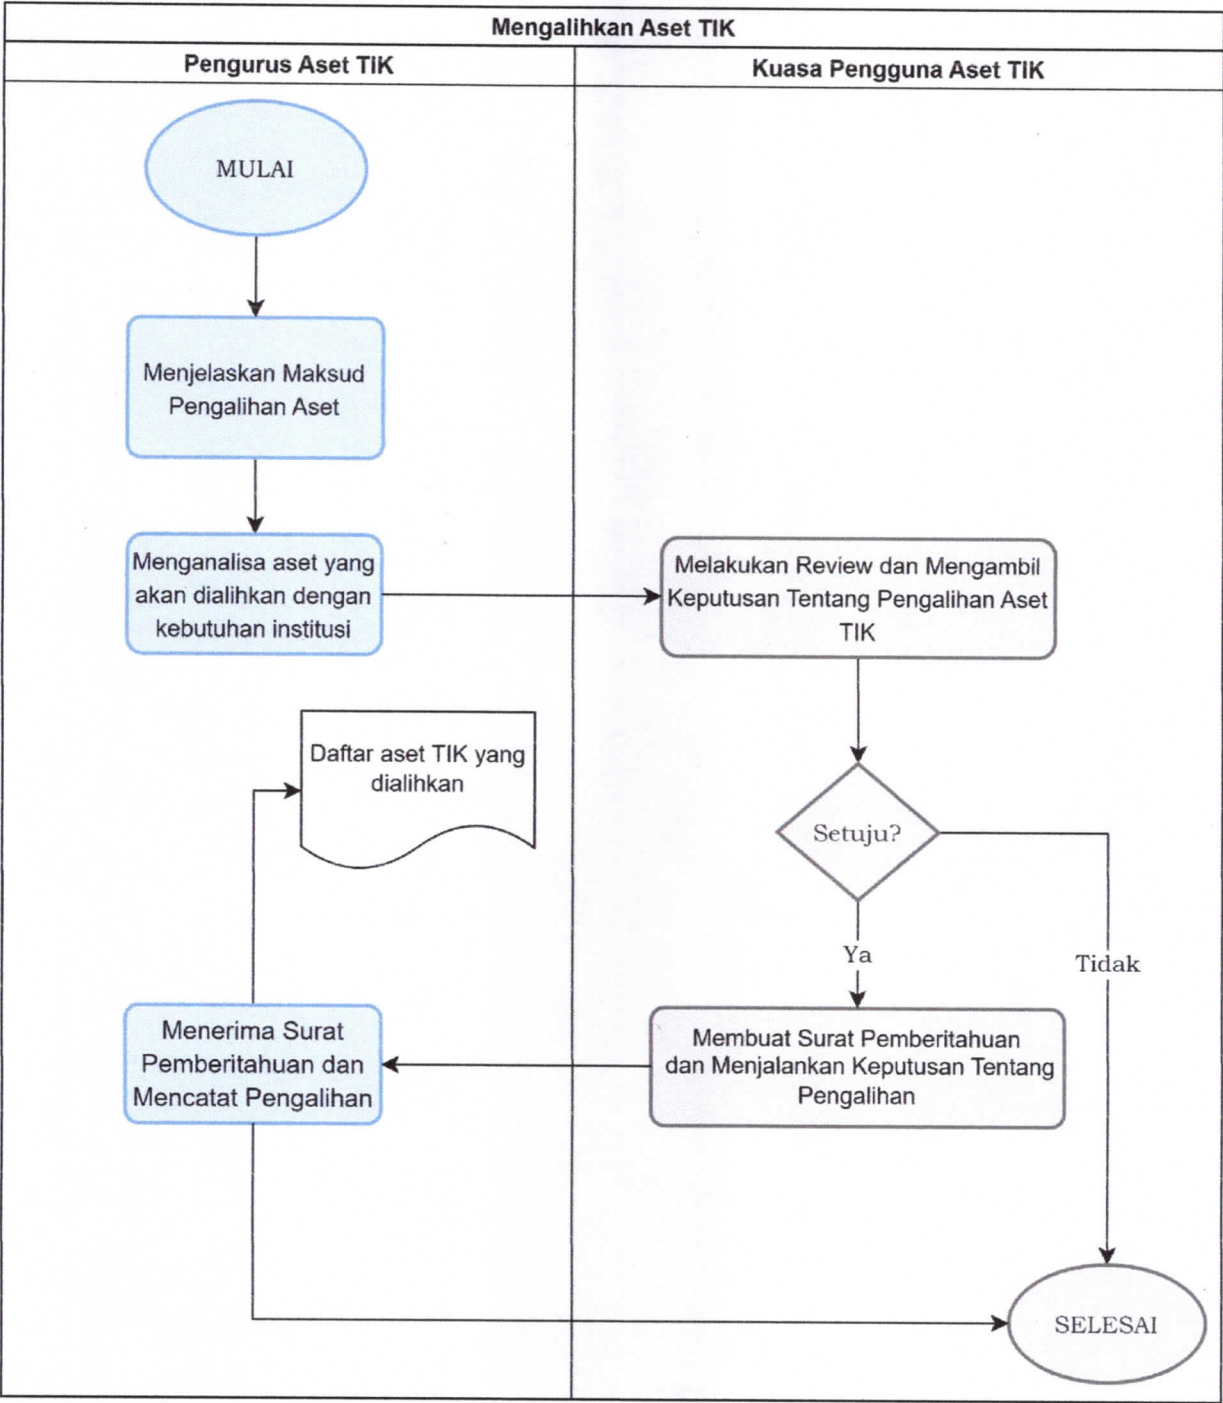 Mengalihkan Aset TIK
Pengurus Aset TIK
Kuasa Pengguna Aset TIK
MULAI
Menjelaskan Maksud
Pengalihan Aset
Menganalisa aset yang
akan dialihkan dengan
kebutuhan institusi
Melakukan Review dan Mengambil
Keputusan Tentang Pengalihan Aset
TIK
Daftar aset TIK yang
dialihkan
Setuju?
Ya
Tidak
Menerima Surat
Pemberitahuan dan
Mencatat Pengalihan
Membuat Surat Pemberitahuan
dan Menjalankan Keputusan Tentang
Pengalihan
SELESAI